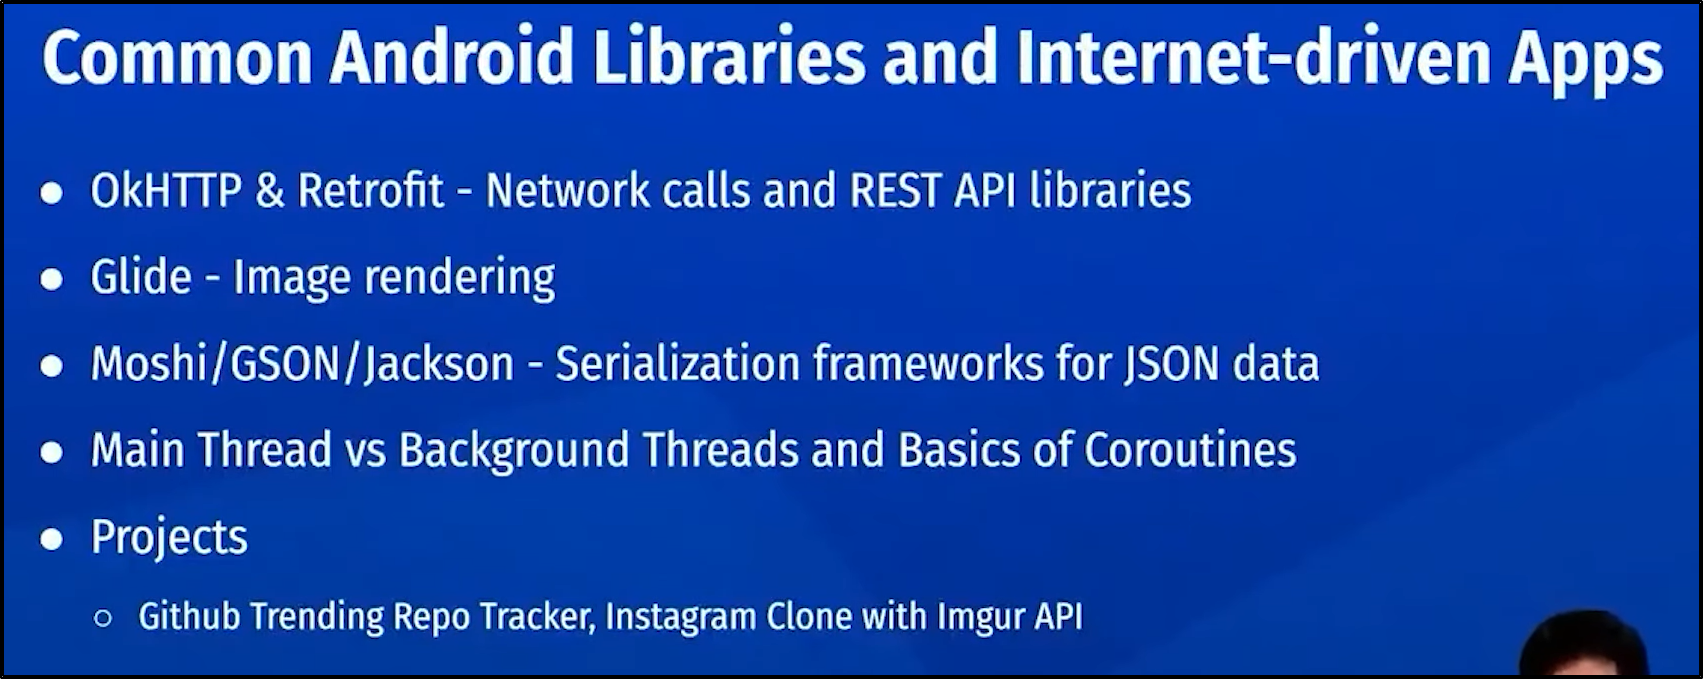 Common Android Libraries and Internet-driven Apps
● OkHTTP & Retrofit - Network calls and REST API libraries
● Glide - Image rendering
● Moshi/GSON/Jackson - Serialization frameworks for JSON data
● Main Thread vs Background Threads and Basics of Coroutines
● Projects
○ Github Trending Repo Tracker, Instagram Clone with Imgur API